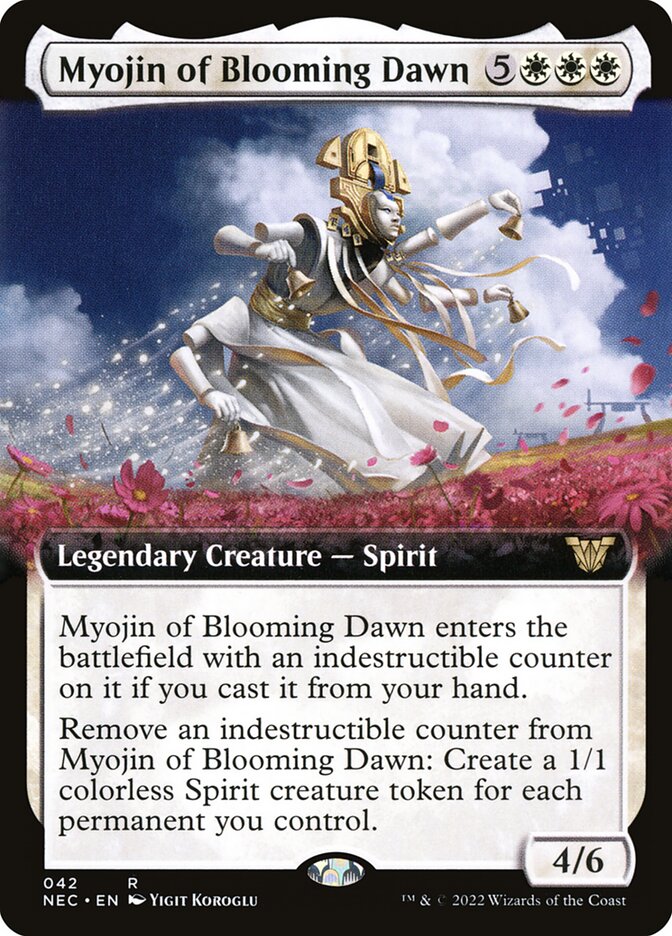 Myojin of Blooming Dawn 5
Legendary Creature — Spirit
Myojin of Blooming Dawn enters the
battlefield with an indestructible counter
on it if you cast it from your hand.
Remove an indestructible counter from
Myojin of Blooming Dawn: Create a 1/1
colorless Spirit creature token for each
permanent you control.
4/6
042 R
NEC • EN YIGIT KOROGLU
™ & © 2022 Wizards of the Coast